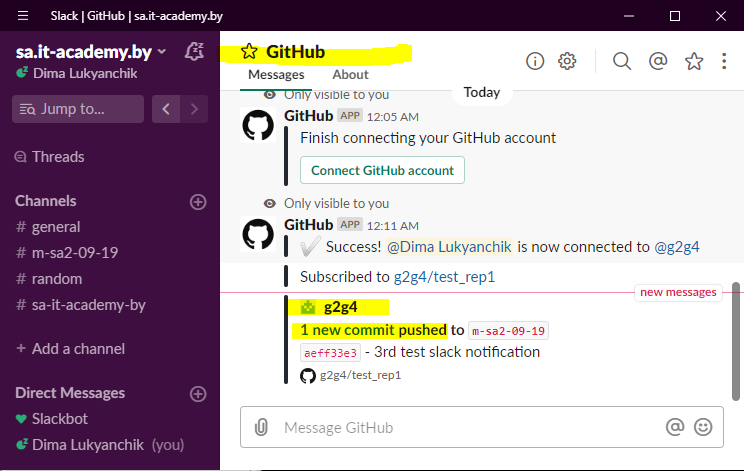 Slack | GitHub | sa.it-academy.by
sa.it-academy.by
Dima Lukyanchik
Jump to...
Threads
Channels
# general
# m-sa2-09-19
# random
# sa-it-academy-by
+ Add a channel
Direct Messages
Slackbot
Dima Lukyanchik (you)
GitHub
Messages About
Only visible to you
Today
GitHub APP 12:05 AM
Finish connecting your GitHub account
Connect GitHub account
Only visible to you
GitHub APP 12:11 AM
Success! @Dima Lukyanchik is now connected to @g2g4
Subscribed to g2g4/test_rep1
new messages
g2g4
1 new commit pushed to m-sa2-09-19
aeff33e3 - 3rd test slack notification
g2g4/test_rep1
Message GitHub